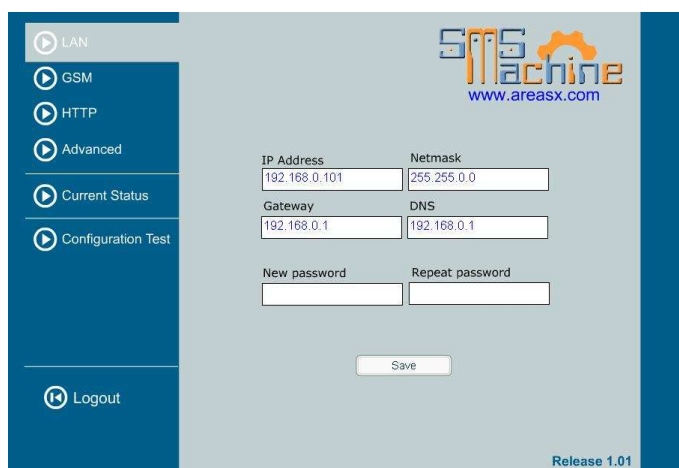 LAN
GSM
HTTP
Advanced
Current Status
Configuration Test
Logout
SMS
Machine
www.areasx.com
IP Address Netmask
192.168.0.101 255.255.0.0
Gateway DNS
192.168.0.1 192.168.0.1
New password Repeat password
Save
Release 1.01